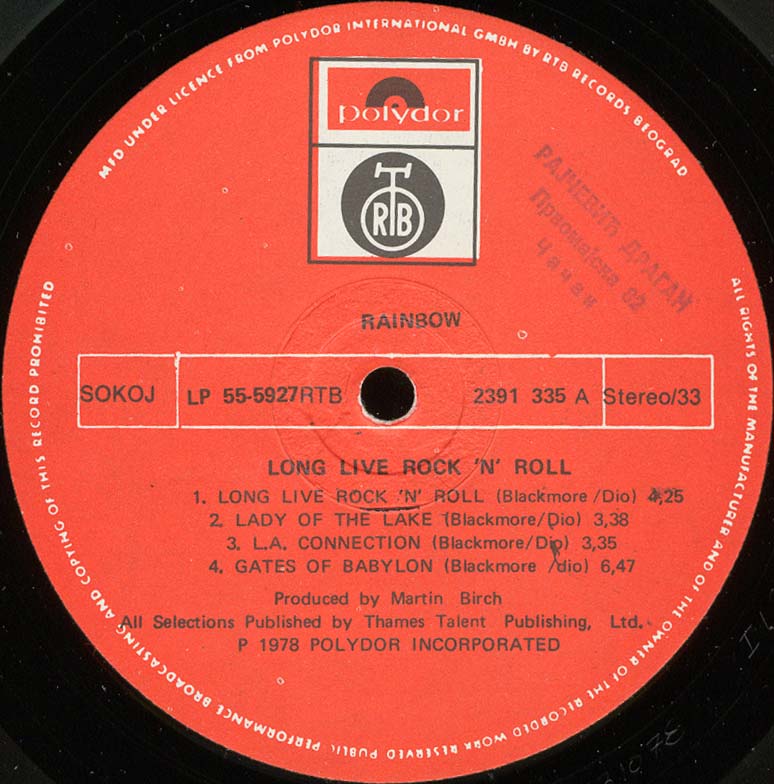 MFD UNDER LICENCE FROM POLYDOR INTERNATIONAL GMBH BY RTB RECORDS BEOGRAD
polydor
RTB
РАЈЧЕВИЋ ДРАГАН
Првомајска 82
Чачак
RAINBOW
SOKOJ LP 55-5927RTB 2391 335 A Stereo/33
LONG LIVE ROCK 'N' ROLL
1. LONG LIVE ROCK 'N' ROLL (Blackmore /Dio) 4,25
2. LADY OF THE LAKE (Blackmore/Dio) 3,38
3. L.A. CONNECTION (Blackmore/Dio) 3,35
4. GATES OF BABYLON (Blackmore /dio) 6,47
Produced by Martin Birch
All Selections Published by Thames Talent Publishing, Ltd.
P 1978 POLYDOR INCORPORATED
ALL RIGHTS OF THE MANUFACTURER AND OF THE OWNER OF THE RECORDED WORK RESERVED PUBLIC PERFORMANCE BROADCASTING AND COPYING OF THIS RECORD PROHIBITED